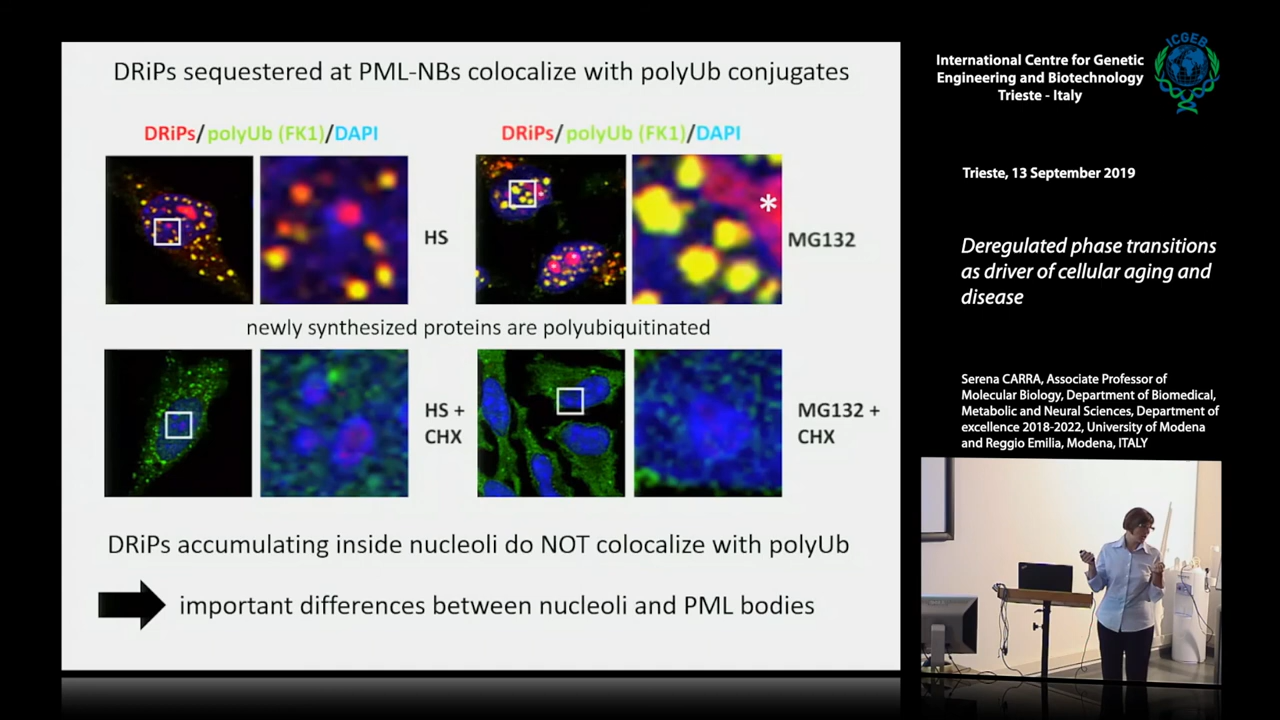 DRiPs sequestered at PML-NBs colocalize with polyUb conjugates
DRiPs/polyUb (FK1)/DAPI
DRiPs/polyUb (FK1)/DAPI
HS
*
MG132
newly synthesized proteins are polyubiquitinated
HS +
CHX
MG132 +
CHX
DRiPs accumulating inside nucleoli do NOT colocalize with polyUb
important differences between nucleoli and PML bodies
International Centre for Genetic
Engineering and Biotechnology
Trieste - Italy
ICGEB
Trieste, 13 September 2019
Deregulated phase transitions
as driver of cellular aging and
disease
Serena CARRA, Associate Professor of
Molecular Biology, Department of Biomedical,
Metabolic and Neural Sciences, Department of
excellence 2018-2022, University of Modena
and Reggio Emilia, Modena, ITALY